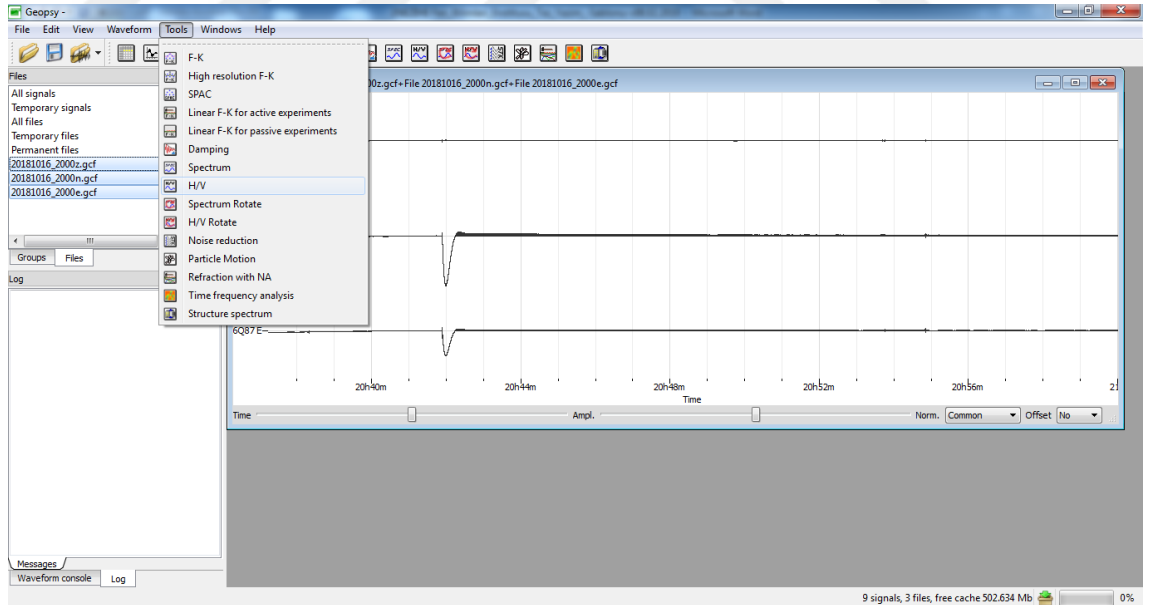 Geopsy -
File Edit View Waveform Tools Windows Help
Files
All signals
Temporary signals
All files
Temporary files
Permanent files
20181016_2000z.gcf
20181016_2000n.gcf
20181016_2000e.gcf
Groups Files
Log
F-K
High resolution F-K
SPAC
Linear F-K for active experiments
Linear F-K for passive experiments
Damping
Spectrum
H/V
Spectrum Rotate
H/V Rotate
Noise reduction
Particle Motion
Refraction with NA
Time frequency analysis
Structure spectrum
0z.gcf+File 20181016_2000n.gcf+File 20181016_2000e.gcf
6Q87 E
20h40m 20h44m 20h48m 20h52m 20h56m 21
Time
Time Ampl. Norm. Common Offset No
Messages
Waveform console Log
9 signals, 3 files, free cache 502.634 Mb 0%